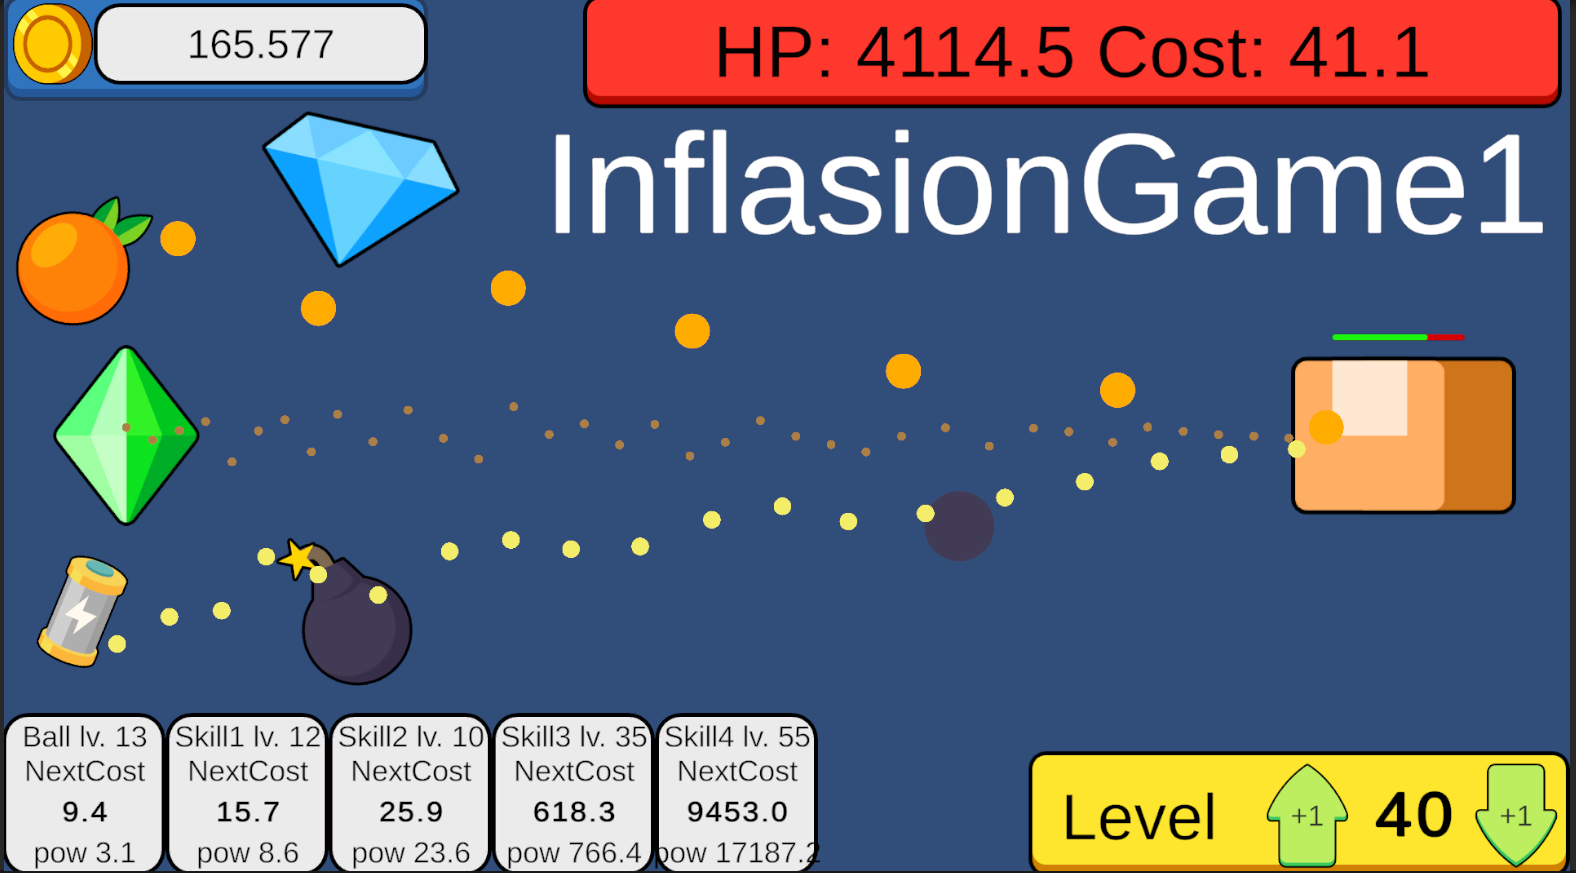 165.577
HP: 4114.5 Cost: 41.1
InflasionGame1
Ball lv. 13
NextCost
9.4
pow 3.1
Skill1 lv. 12
NextCost
15.7
pow 8.6
Skill2 lv. 10
NextCost
25.9
pow 23.6
Skill3 lv. 35
NextCost
618.3
pow 766.4
Skill4 lv. 55
NextCost
9453.0
pow 17187.2
Level +1 40 +1